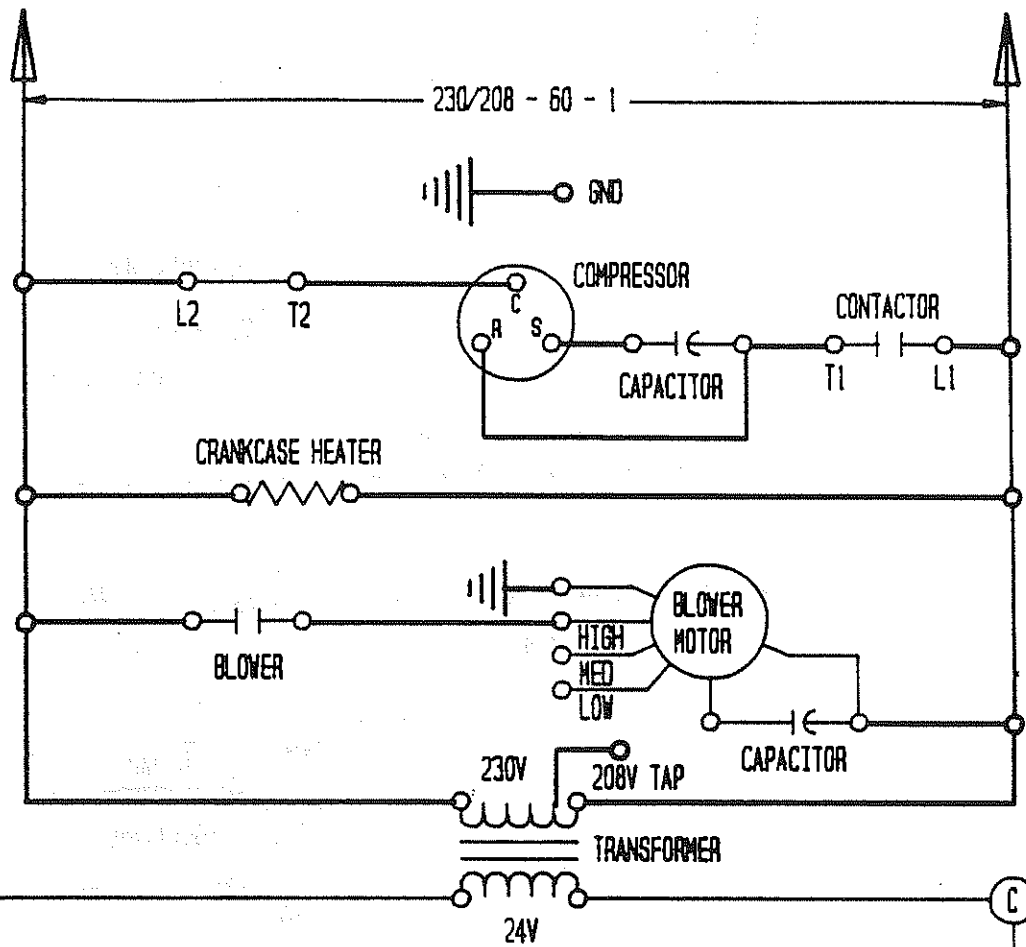 230/208 - 60 - 1
GND
COMPRESSOR
C
R S
L2 T2
CONTACTOR
CAPACITOR
T1 L1
CRANKCASE HEATER
BLOWER
MOTOR
HIGH
MED
LOW
BLOWER
CAPACITOR
230V
208V TAP
TRANSFORMER
24V
C